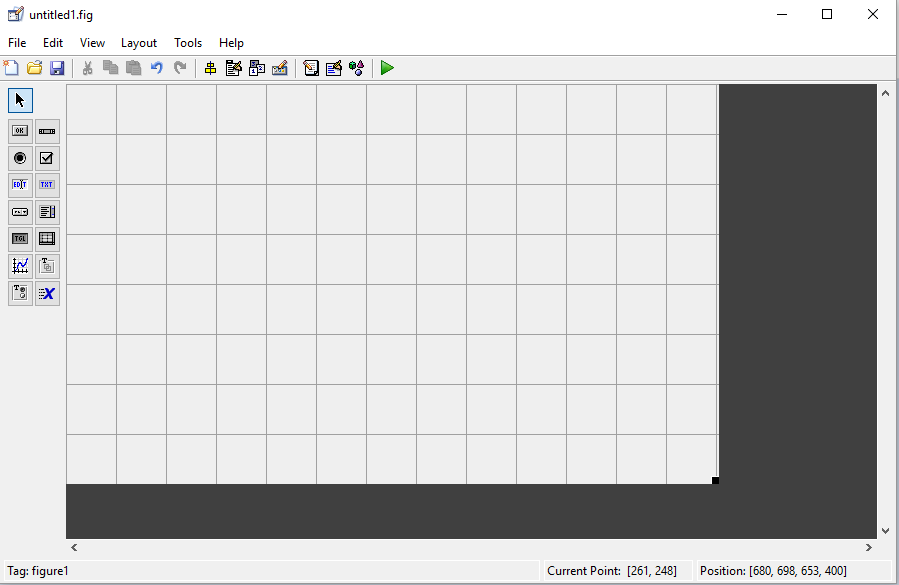 untitled1.fig
File Edit View Layout Tools Help
OK
EDIT TXT
TGL
T
T
X
Tag: figure1 Current Point: [261, 248] Position: [680, 698, 653, 400]